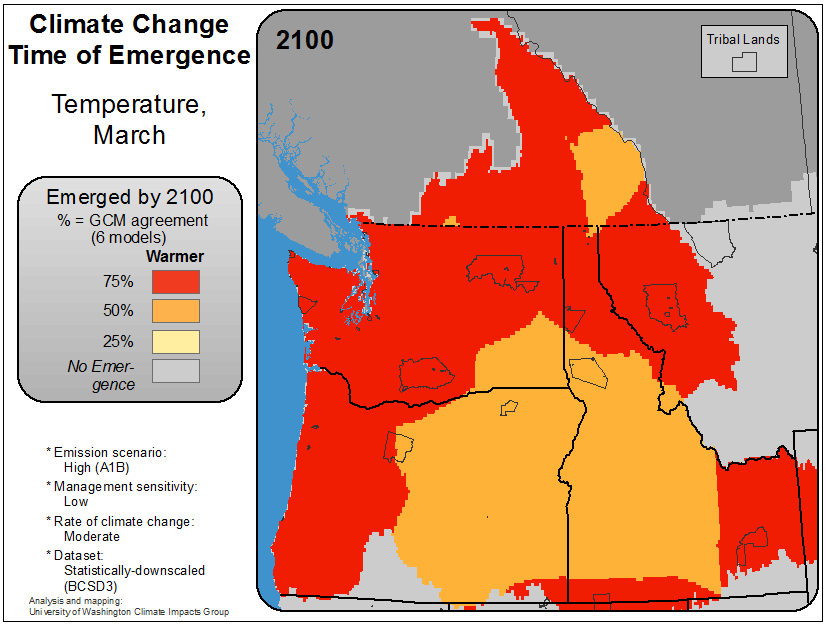 Climate Change
Time of Emergence
Temperature,
March
Emerged by 2100
% = GCM agreement
(6 models)
Warmer
75%
50%
25%
No Emer-
gence
* Emission scenario:
High (A1B)
* Management sensitivity:
Low
* Rate of climate change:
Moderate
* Dataset:
Statistically-downscaled
(BCSD3)
Analysis and mapping:
University of Washington Climate Impacts Group
2100
Tribal Lands